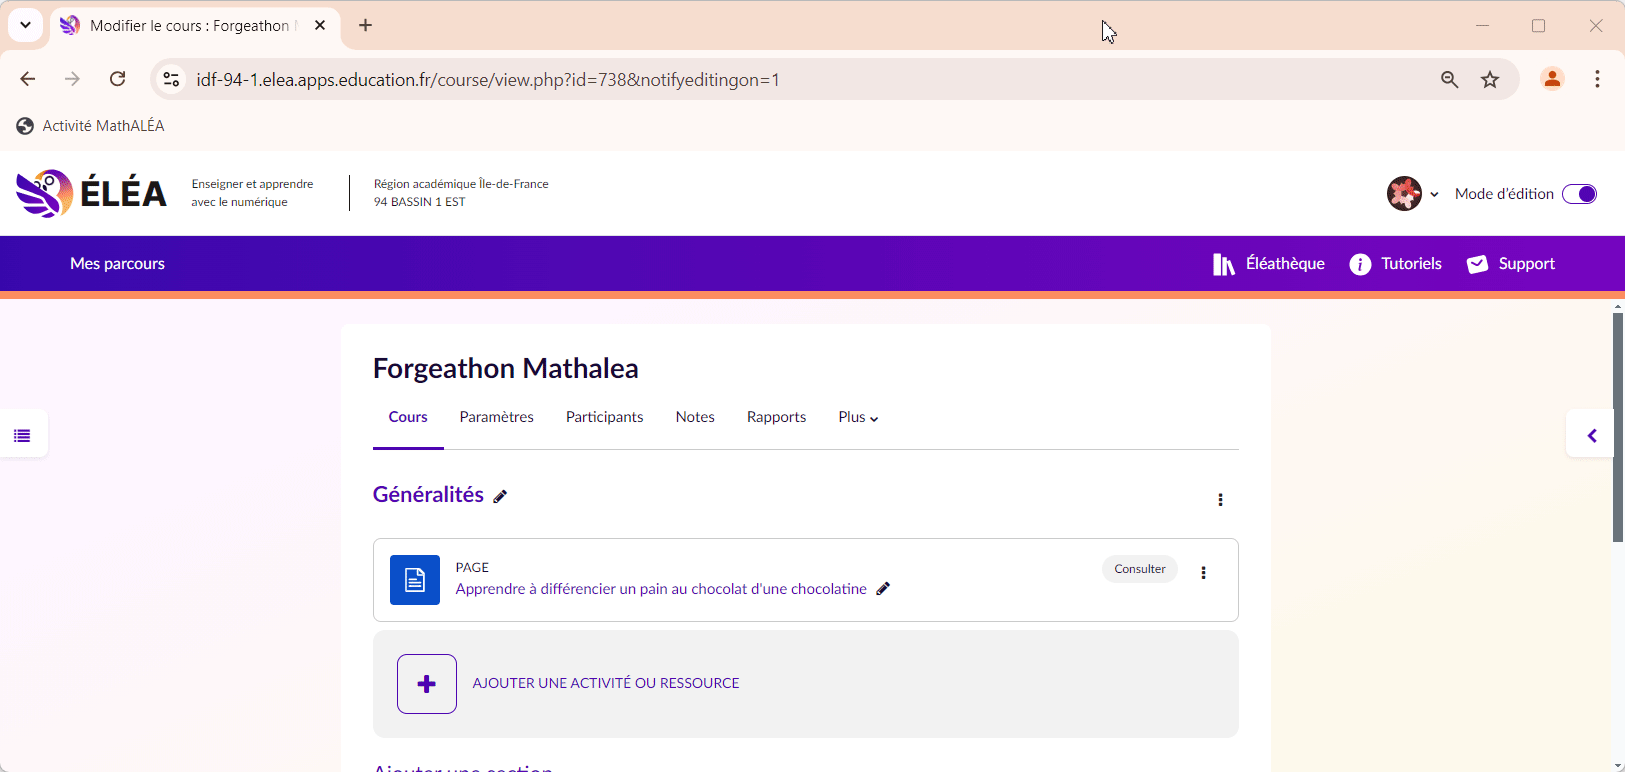 Modifier le cours : Forgeathon
idf-94-1.elea.apps.education.fr/course/view.php?id=738&notifyeditingon=1
Activité MathALÉA
ÉLÉA
Enseigner et apprendre
avec le numérique
Région académique Île-de-France
94 BASSIN 1 EST
Mode d'édition
Mes parcours
Éléathèque
Tutoriels
Support
Forgeathon Mathalea
Cours
Paramètres
Participants
Notes
Rapports
Plus
Généralités
PAGE
Apprendre à différencier un pain au chocolat d'une chocolatine
Consulter
AJOUTER UNE ACTIVITÉ OU RESSOURCE
Ajouter une section